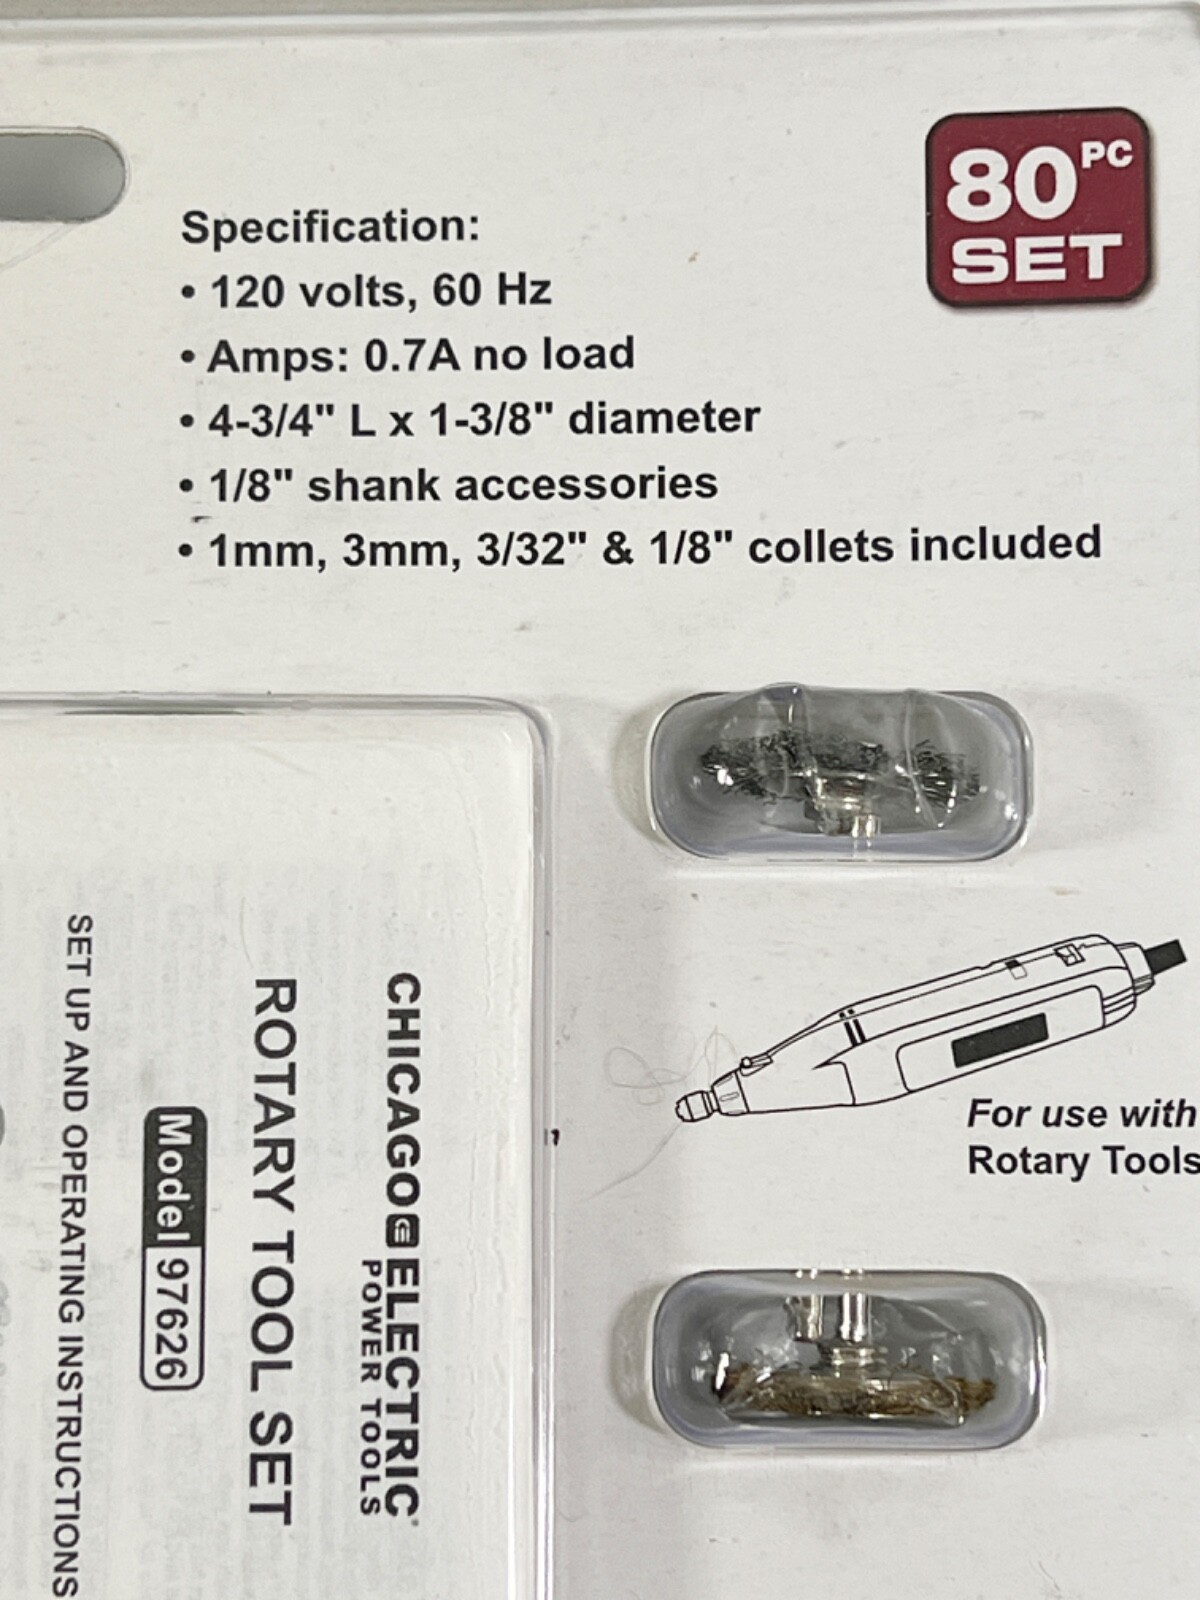 80 PC
SET
Specification:
• 120 volts, 60 Hz
• Amps: 0.7A no load
• 4-3/4" L x 1-3/8" diameter
• 1/8" shank accessories
• 1mm, 3mm, 3/32" & 1/8" collets included
For use with
Rotary Tools
CHICAGO ELECTRIC
POWER TOOLS
ROTARY TOOL SET
Model 97626
SET UP AND OPERATING INSTRUCTIONS